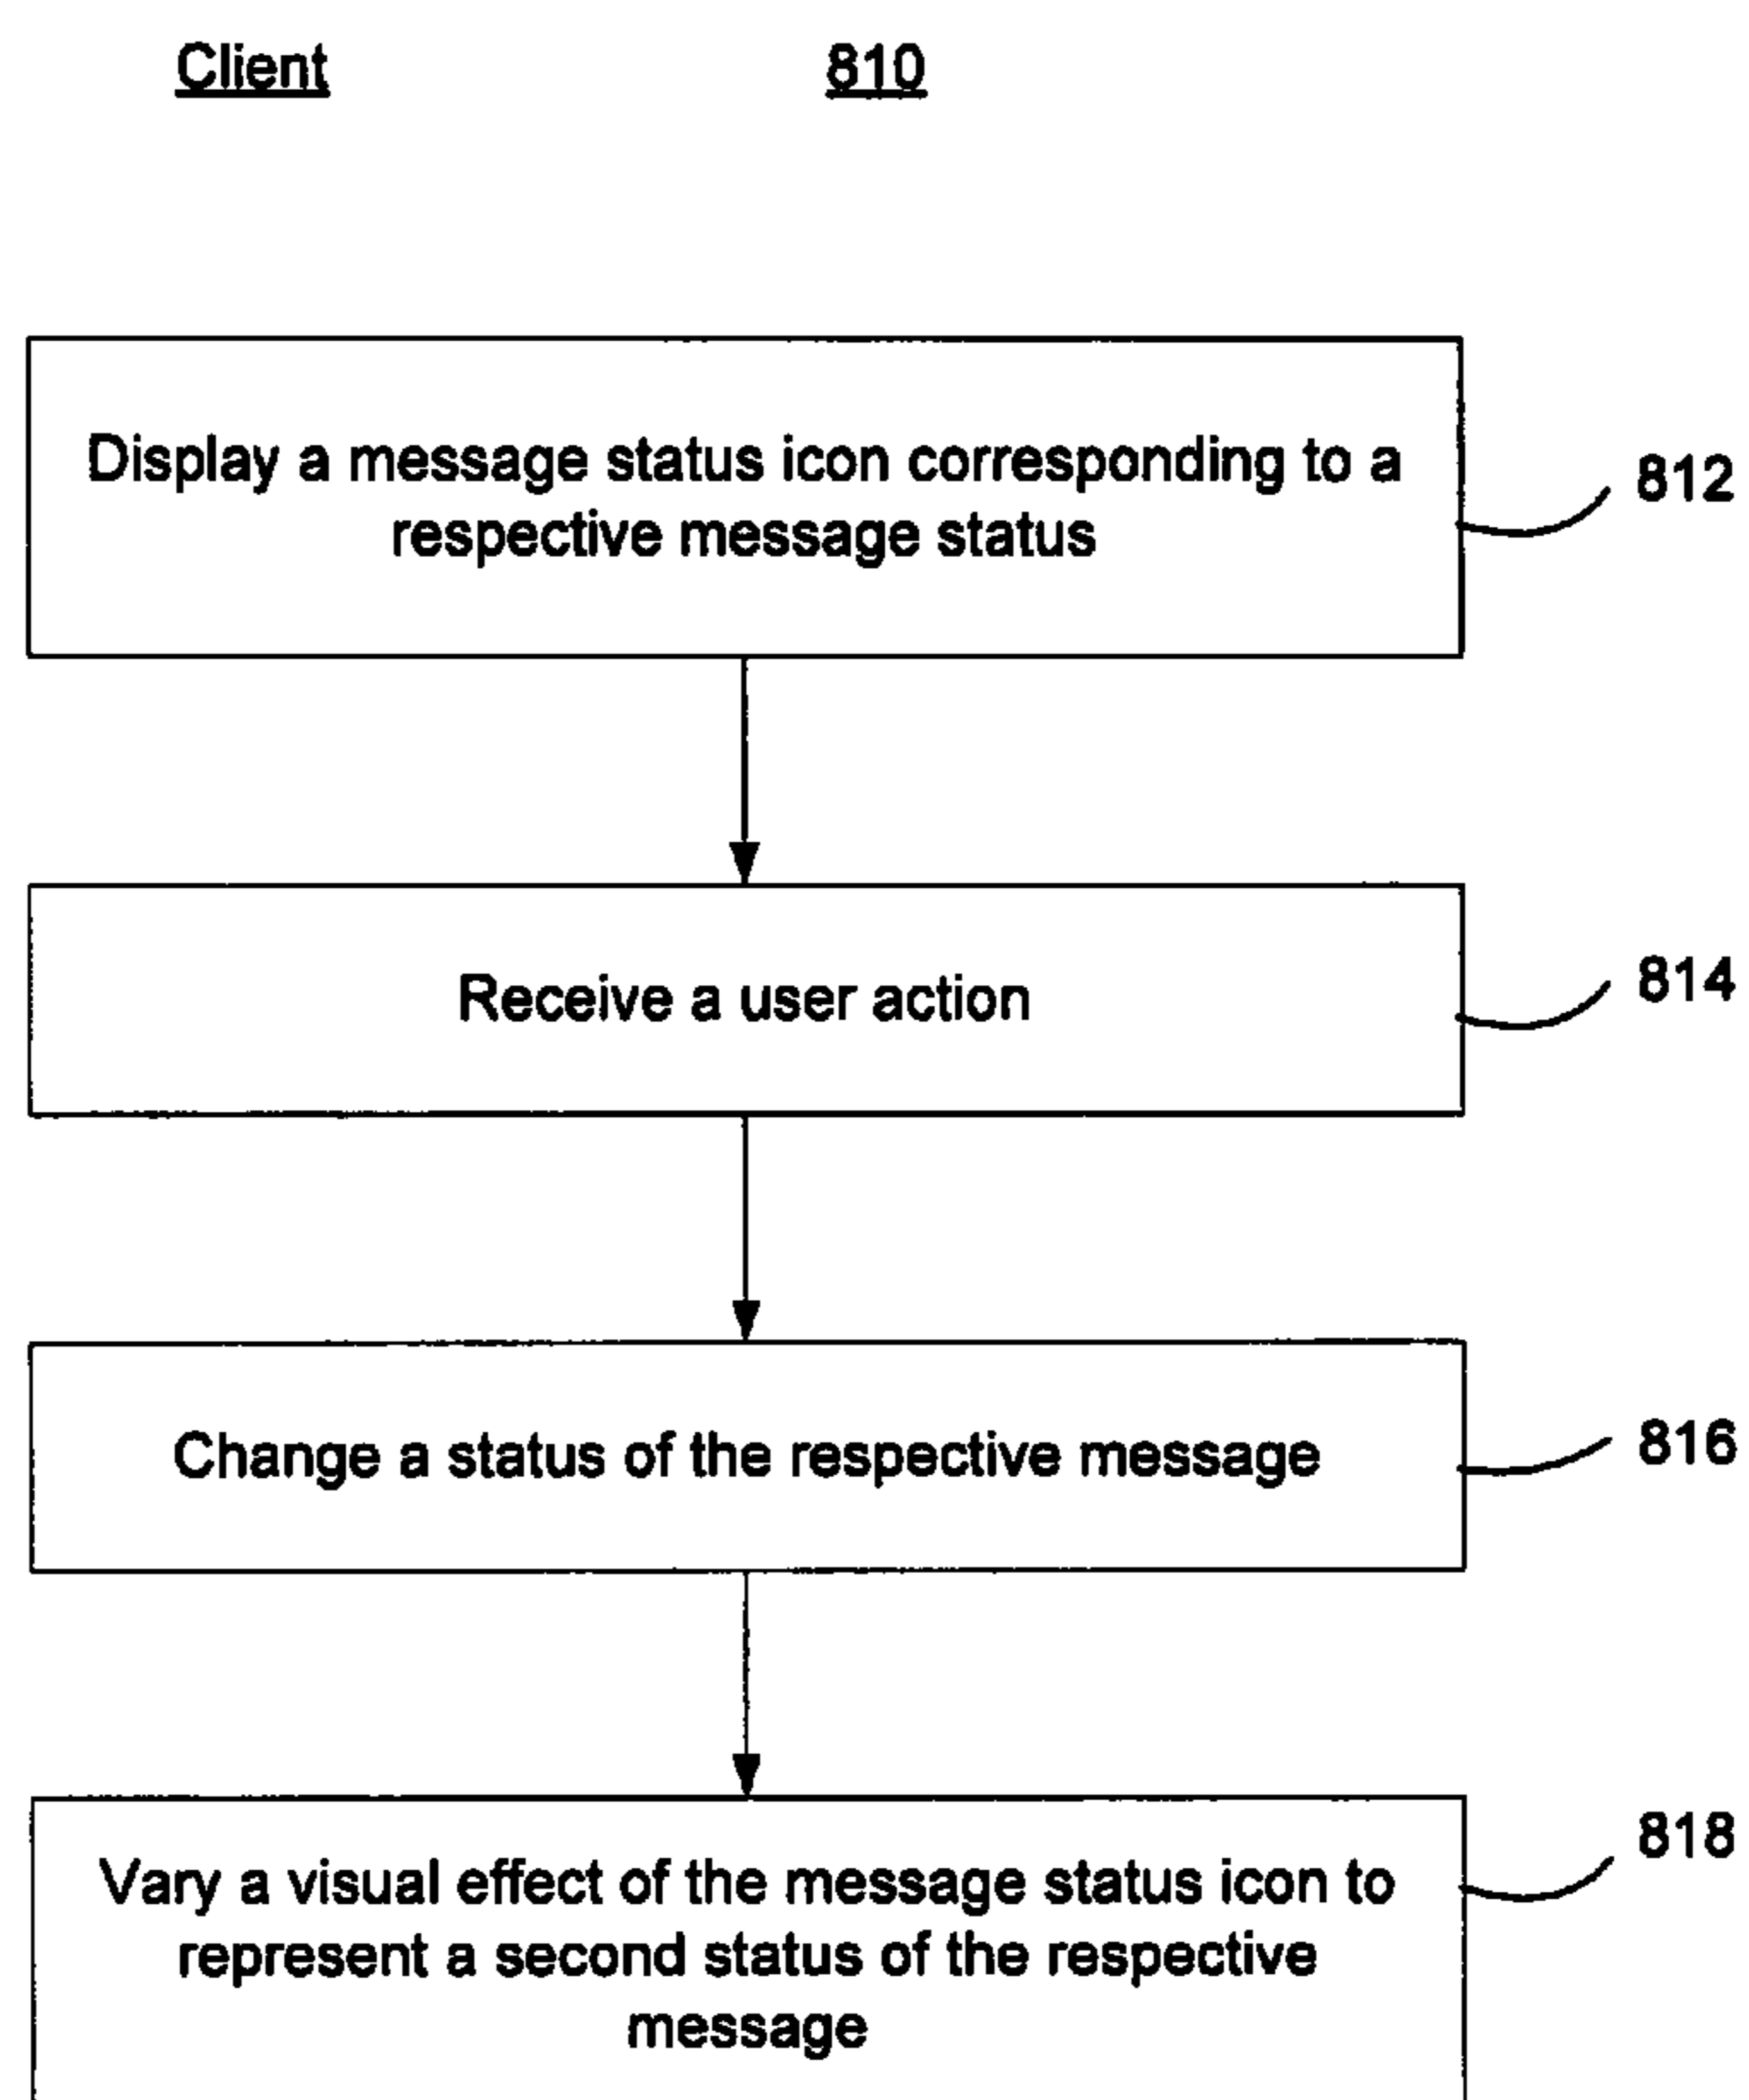 Client 810
Display a message status icon corresponding to a
respective message status
812
Receive a user action
814
Change a status of the respective message
816
Vary a visual effect of the message status icon to
represent a second status of the respective
message
818